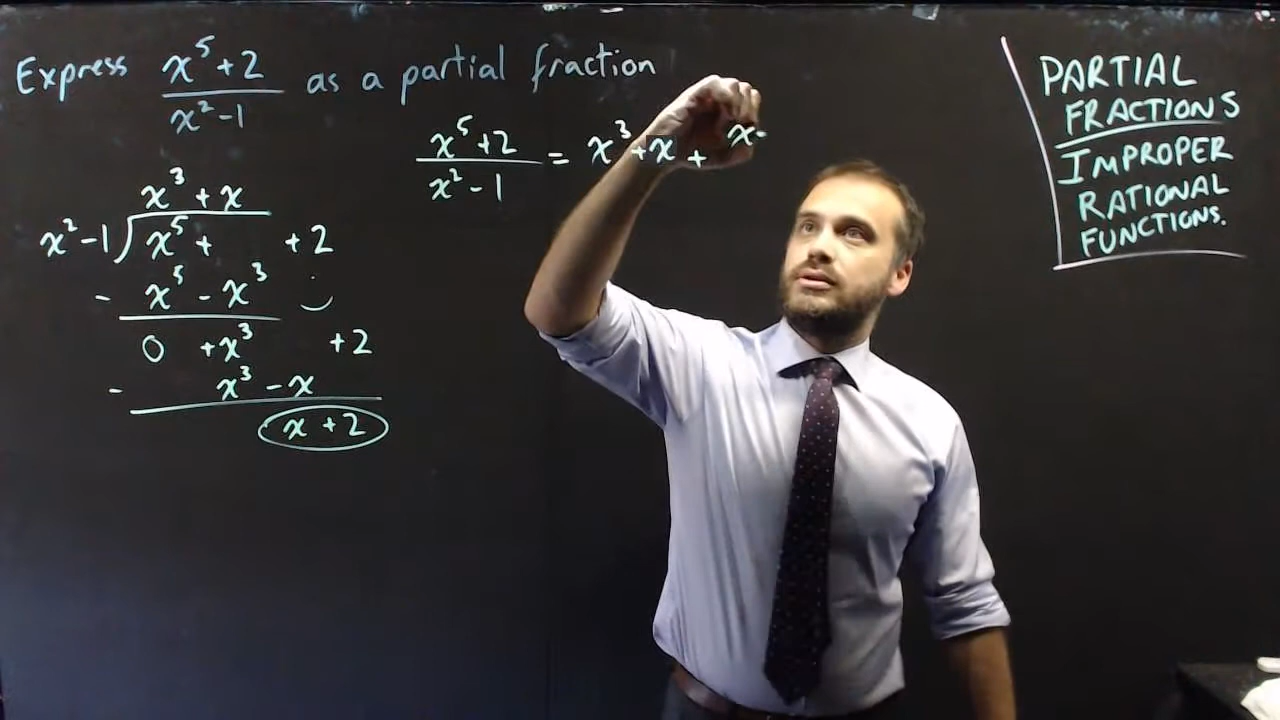 Express x⁵+2 / x²-1 as a partial fraction
x⁵+2 / x²-1 = x³+x + x
x³+x
x²-1 x⁵+ +2
- x⁵-x³
0 +x³ +2
- x³-x
x+2
PARTIAL
FRACTIONS
IMPROPER
RATIONAL
FUNCTIONS.